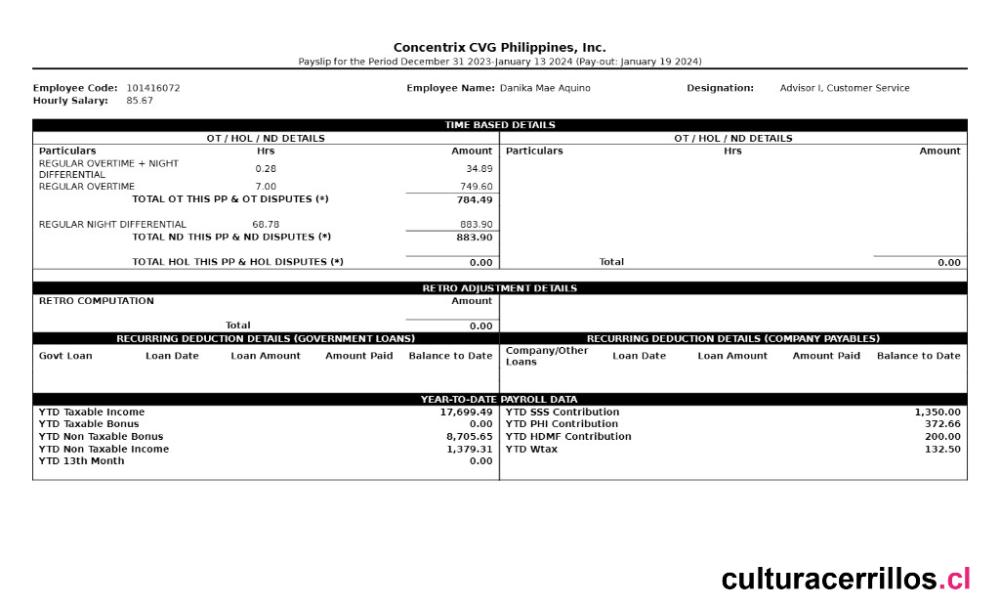 Concentrix CVG Philippines, Inc.
Payslip for the Period December 31 2023-January 13 2024 (Pay-out: January 19 2024)
Employee Code: 101416072 Employee Name: Danika Mae Aquino Designation: Advisor I, Customer Service
Hourly Salary: 85.67
TIME BASED DETAILS
OT / HOL / ND DETAILS OT / HOL / ND DETAILS
Particulars Hrs Amount Particulars Hrs Amount
REGULAR OVERTIME + NIGHT
DIFFERENTIAL 0.28 34.89
REGULAR OVERTIME 7.00 749.60
TOTAL OT THIS PP & OT DISPUTES (*) 784.49
REGULAR NIGHT DIFFERENTIAL 68.78 883.90
TOTAL ND THIS PP & ND DISPUTES (*) 883.90
TOTAL HOL THIS PP & HOL DISPUTES (*) 0.00 Total 0.00
RETRO ADJUSTMENT DETAILS
RETRO COMPUTATION Amount
Total 0.00
RECURRING DEDUCTION DETAILS (GOVERNMENT LOANS) RECURRING DEDUCTION DETAILS (COMPANY PAYABLES)
Govt Loan Loan Date Loan Amount Amount Paid Balance to Date Company/Other Loans Loan Date Loan Amount Amount Paid Balance to Date
YEAR-TO-DATE PAYROLL DATA
YTD Taxable Income 17,699.49 YTD SSS Contribution 1,350.00
YTD Taxable Bonus 0.00 YTD PHI Contribution 372.66
YTD Non Taxable Bonus 8,705.65 YTD HDMF Contribution 200.00
YTD Non Taxable Income 1,379.31 YTD Wtax 132.50
YTD 13th Month 0.00
culturacerrillos.cl